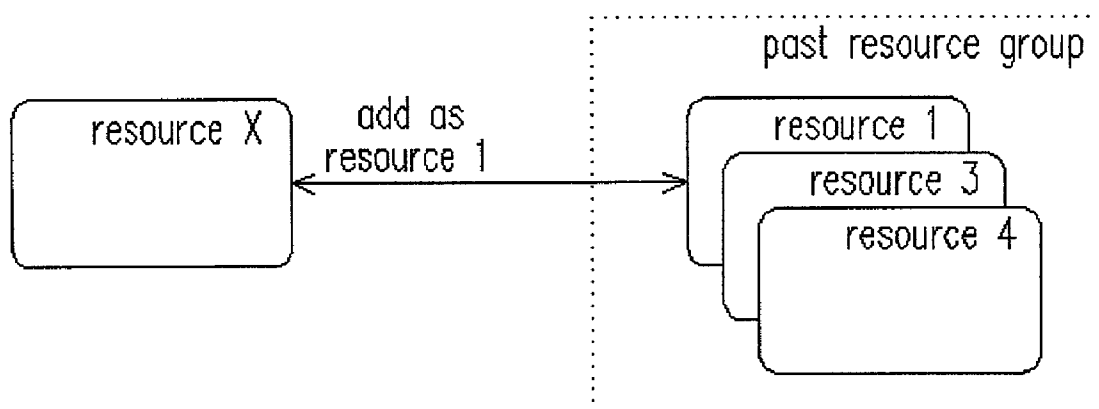 past resource group
resource X
add as
resource 1
resource 1
resource 3
resource 4